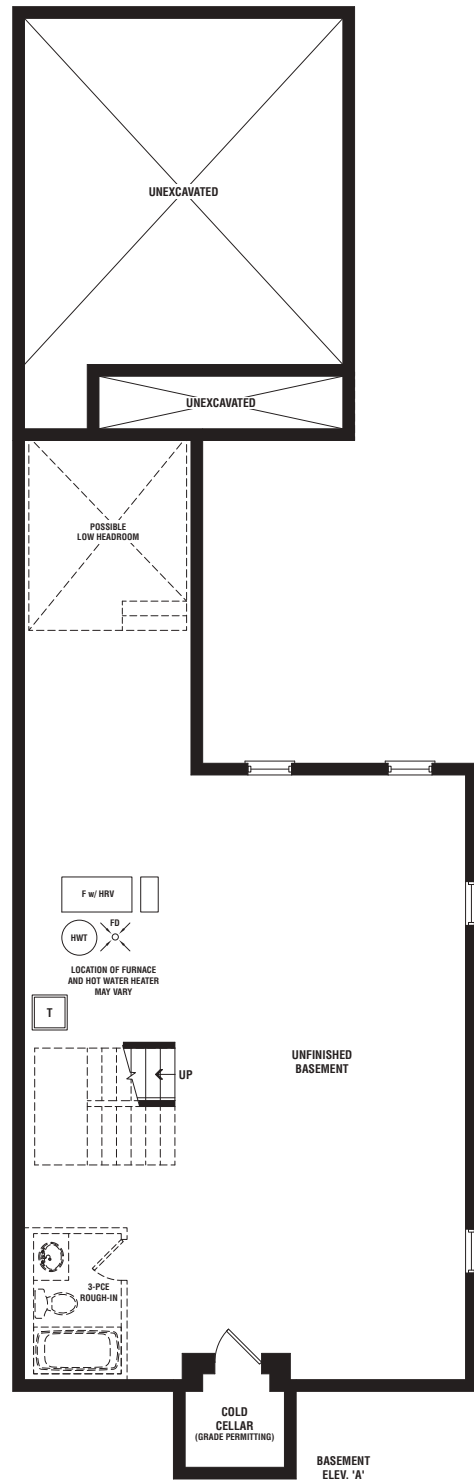 UNEXCAVATED
UNEXCAVATED
POSSIBLE
LOW HEADROOM
F w/ HRV
HWT
FD
LOCATION OF FURNACE
AND HOT WATER HEATER
MAY VARY
T
UP
UNFINISHED
BASEMENT
3-PCE
ROUGH-IN
COLD
CELLAR
(GRADE PERMITTING)
BASEMENT
ELEV. 'A'